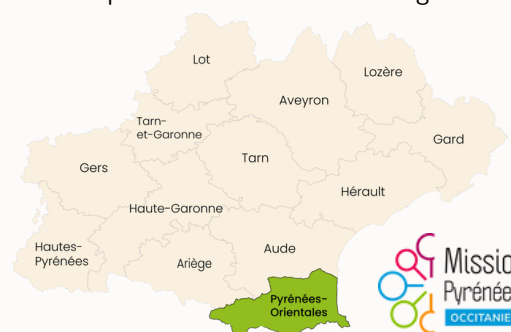 Lot
Lozère
Aveyron
Tarn-
et-Garonne
Gard
Tarn
Gers
Hérault
Haute-Garonne
Hautes-
Pyrénées
Ariège
Aude
Pyrénées-
Orientales
OCCITANIE